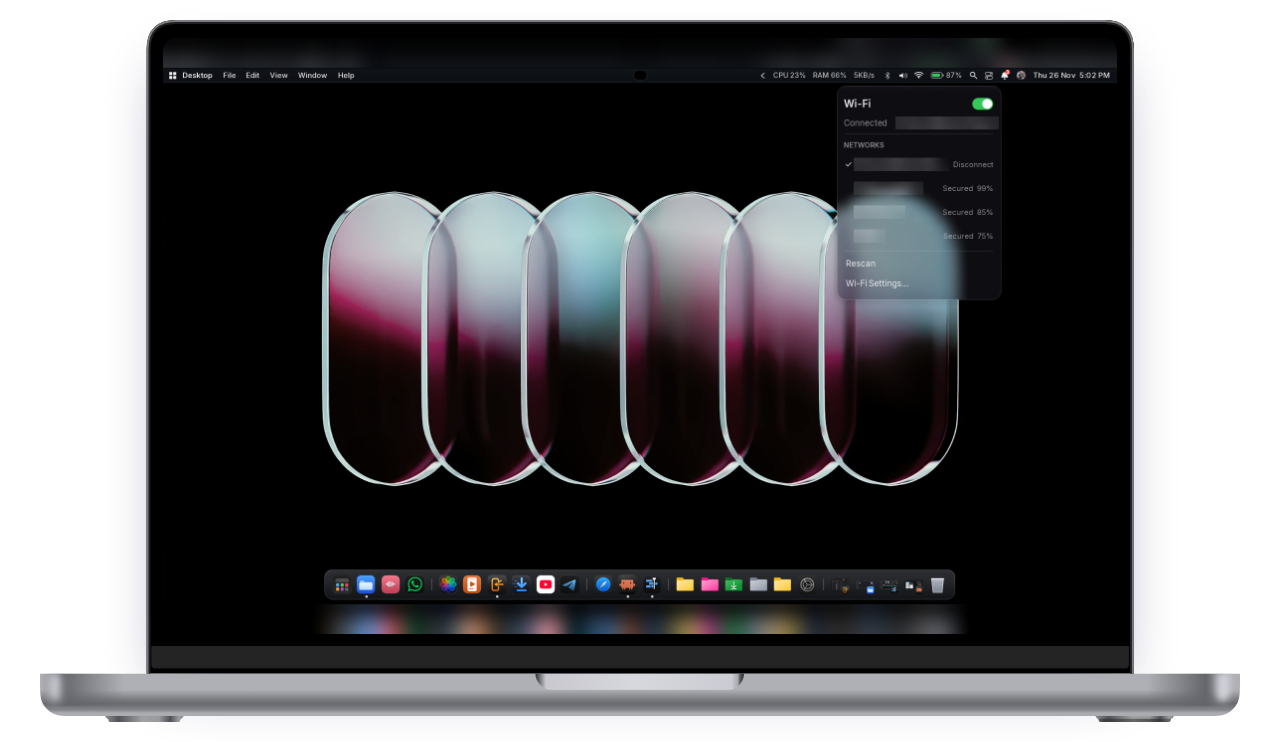 Desktop File Edit View Window Help CPU 23% RAM 66% 5KB/s 87% Thu 26 Nov 5:02 PM
Wi-Fi
Connected
NETWORKS
Disconnect
Secured 99%
Secured 85%
Secured 75%
Rescan
Wi-Fi Settings...